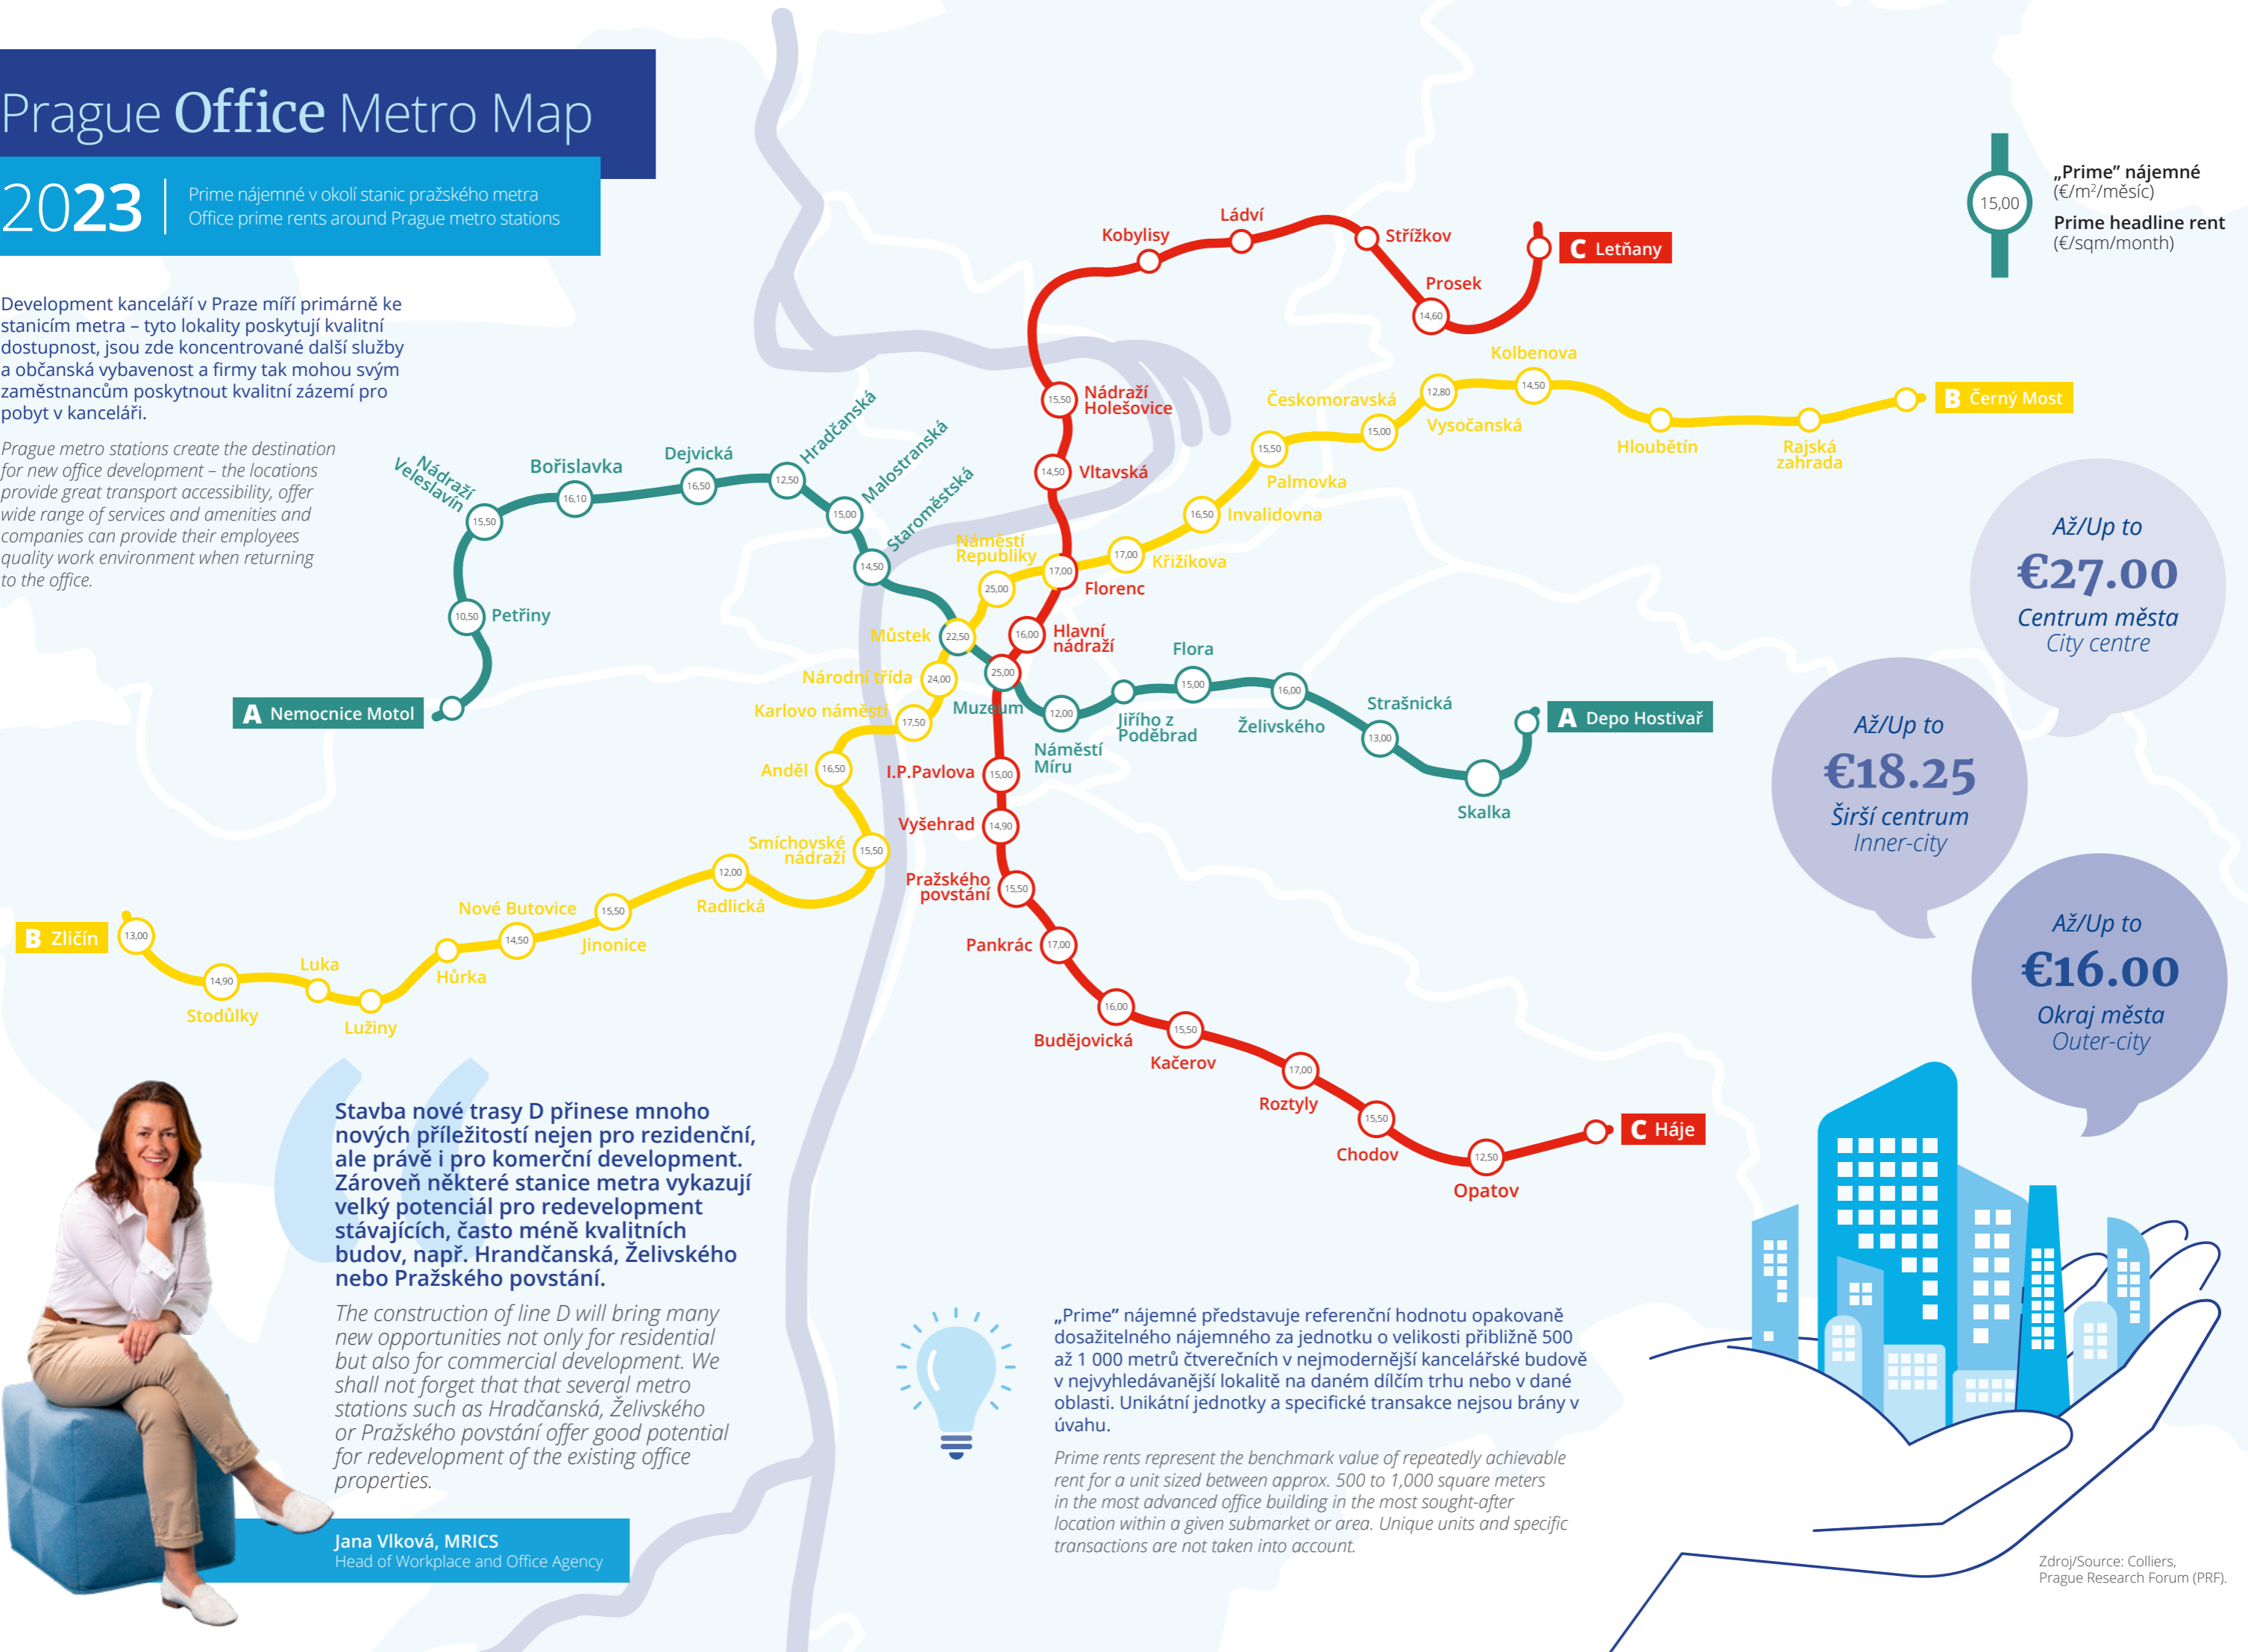 Prague Office Metro Map
2023
Prime nájemné v okolí stanic pražského metra
Office prime rents around Prague metro stations
Development kanceláří v Praze míří primárně ke
stanicím metra – tyto lokality poskytují kvalitní
dostupnost, jsou zde koncentrované další služby
a občanská vybavenost a firmy tak mohou svým
zaměstnancům poskytnout kvalitní zázemí pro
pobyt v kanceláři.
Prague metro stations create the destination
for new office development – the locations
provide great transport accessibility, offer
wide range of services and amenities and
companies can provide their employees
quality work environment when returning
to the office.
15,00
„Prime” nájemné
(€/m²/měsíc)
Prime headline rent
(€/sqm/month)
C Letňany
Prosek
14,60
Střížkov
Ládví
Kobylisy
Nádraží
Holešovice
15,50
Vltavská
14,50
Florenc
17,00
Hlavní
nádraží
16,00
Muzeum
25,00
I.P.Pavlova
15,00
Vyšehrad
14,90
Pražského
povstání
15,50
Pankrác
17,00
Budějovická
16,00
Kačerov
15,50
Roztyly
17,00
Chodov
15,50
Opatov
12,50
C Háje
B Černý Most
Rajská
zahrada
Hloubětín
Kolbenova
14,50
Vysočanská
12,80
Českomoravská
15,00
Palmovka
15,50
Invalidovna
16,50
Křižíkova
17,00
Náměstí
Republiky
25,00
Můstek
22,50
Národní třída
24,00
Karlovo náměstí
17,50
Anděl
16,50
Smíchovské
nádraží
15,50
Radlická
12,00
Jinonice
15,50
Nové Butovice
14,50
Hůrka
Lužiny
Luka
Stodůlky
14,90
B Zličín
13,00
A Nemocnice Motol
Petřiny
10,50
Nádraží
Veleslavín
15,50
Bořislavka
16,10
Dejvická
16,50
Hradčanská
12,50
Malostranská
15,00
Staroměstská
14,50
Náměstí
Míru
12,00
Jiřího z
Poděbrad
Flora
15,00
Želivského
16,00
Strašnická
13,00
Skalka
A Depo Hostivař
Až/Up to
€27.00
Centrum města
City centre
Až/Up to
€18.25
Širší centrum
Inner-city
Až/Up to
€16.00
Okraj města
Outer-city
“
Stavba nové trasy D přinese mnoho
nových příležitostí nejen pro rezidenční,
ale právě i pro komerční development.
Zároveň některé stanice metra vykazují
velký potenciál pro redevelopment
stávajících, často méně kvalitních
budov, např. Hrandčanská, Želivského
nebo Pražského povstání.
The construction of line D will bring many
new opportunities not only for residential
but also for commercial development. We
shall not forget that that several metro
stations such as Hradčanská, Želivského
or Pražského povstání offer good potential
for redevelopment of the existing office
properties.
Jana Vlková, MRICS
Head of Workplace and Office Agency
„Prime” nájemné představuje referenční hodnotu opakovaně
dosažitelného nájemného za jednotku o velikosti přibližně 500
až 1 000 metrů čtverečních v nejmodernější kancelářské budově
v nejvyhledávanější lokalitě na daném dílčím trhu nebo v dané
oblasti. Unikátní jednotky a specifické transakce nejsou brány v
úvahu.
Prime rents represent the benchmark value of repeatedly achievable
rent for a unit sized between approx. 500 to 1,000 square meters
in the most advanced office building in the most sought-after
location within a given submarket or area. Unique units and specific
transactions are not taken into account.
Zdroj/Source: Colliers,
Prague Research Forum (PRF).